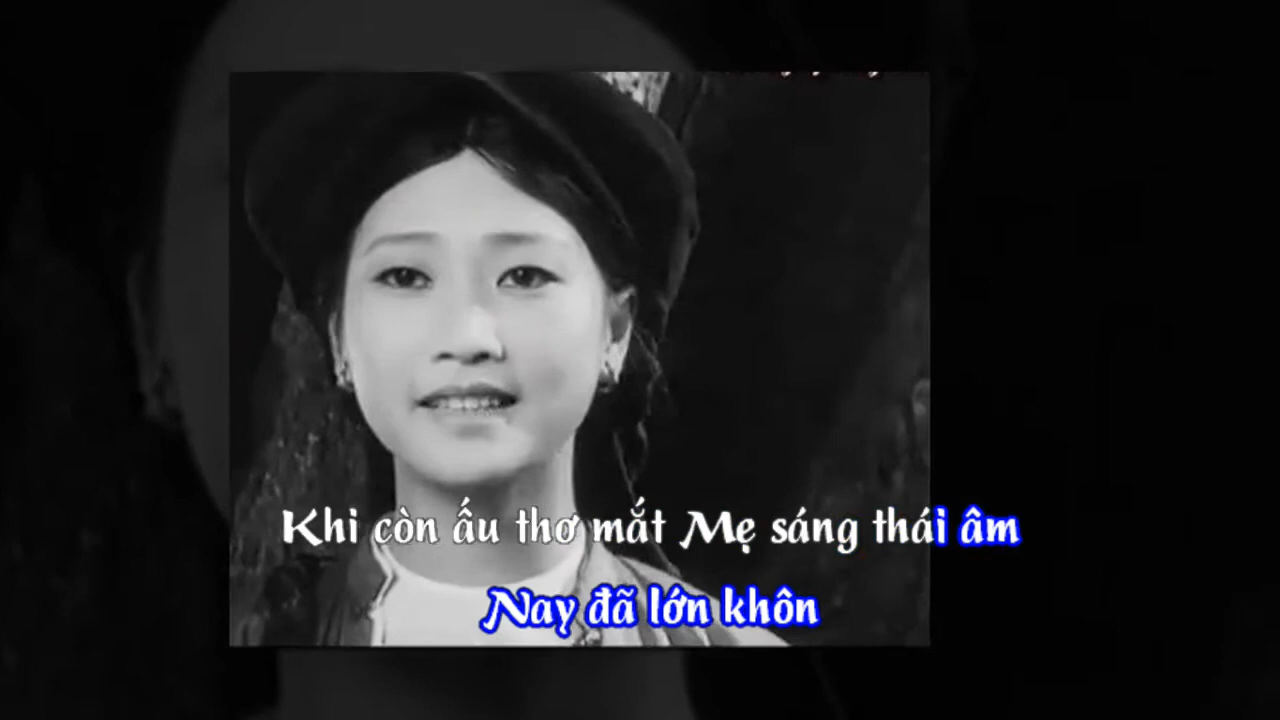 Khi còn ấu thơ mắt Mẹ sáng thái âm
Nay đã lớn khôn